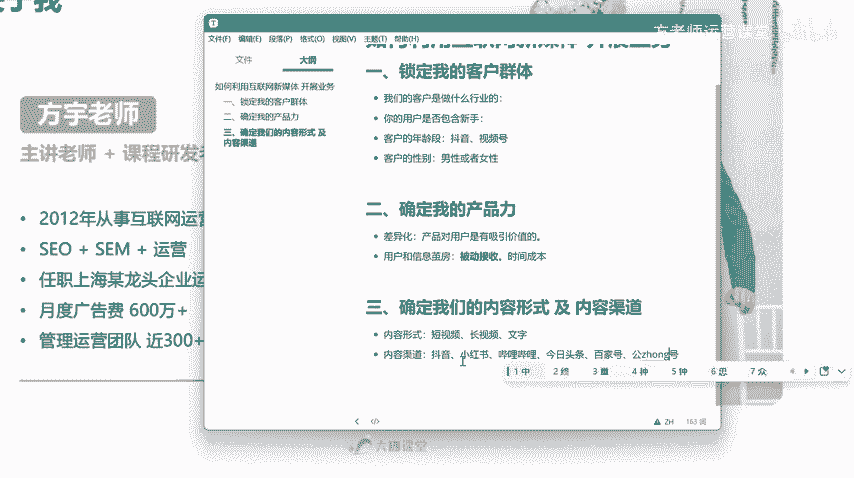 方老师运营课堂
文件(F) 编辑(E) 段落(P) 格式(O) 视图(V) 主题(T) 帮助(H)
文件 大纲
如何利用互联网新媒体 开展业务
一、锁定我的客户群体
二、确定我的产品力
三、确定我们的内容形式 及
内容渠道
如何利用互联网新媒体 开展业务
一、锁定我的客户群体
我们的客户是做什么行业的：
你的用户是否包含新手：
客户的年龄段：抖音、视频号
客户的性别：男性或者女性
二、确定我的产品力
差异化：产品对用户是有吸引价值的。
用户和信息茧房：被动接收，时间成本
三、确定我们的内容形式 及 内容渠道
内容形式：短视频、长视频、文字
内容渠道：抖音、小红书、哔哩哔哩、今日头条、百家号、公zhong号
1 中 2 终 3 重 4 种 5 钟 6 忠 7 众
ZH 163 词
方宇老师
主讲老师 + 课程研发
2012年从事互联网运营
SEO + SEM + 运营
任职上海某龙头企业运
月度广告费 600万+
管理运营团队 近300+